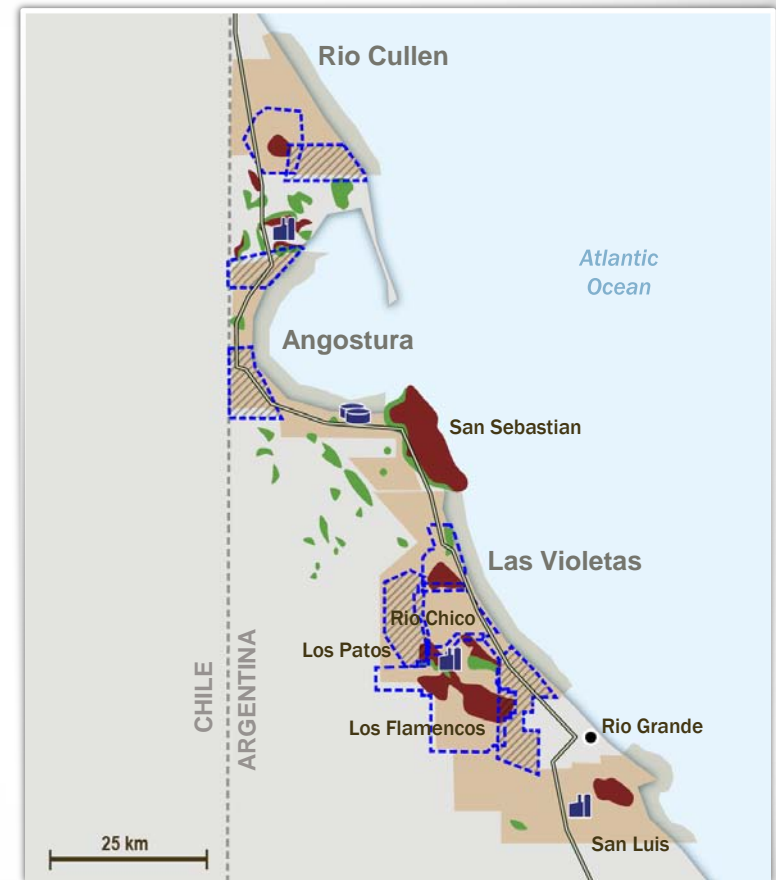 Rio Cullen
Atlantic
Ocean
Angostura
San Sebastian
Las Violetas
Rio Chico
Los Patos
CHILE
ARGENTINA
Los Flamencos
Rio Grande
25 km
San Luis